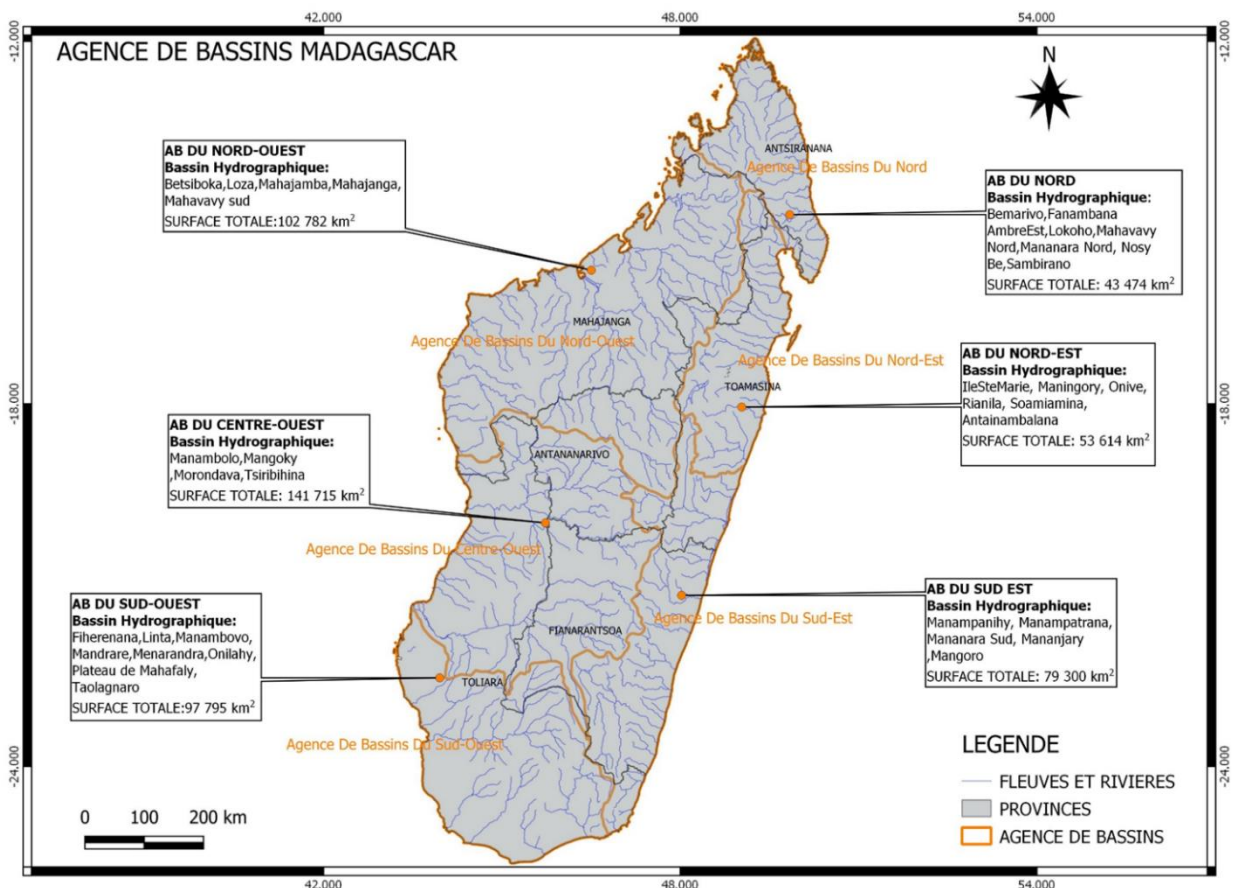 42.000
48.000
54.000
-12.000
-12.000
AGENCE DE BASSINS MADAGASCAR
N
AB DU NORD-OUEST
Bassin Hydrographique:
Betsiboka,Loza,Mahajamba,Mahajanga,
Mahavavy sud
SURFACE TOTALE:102 782 km²
ANTSIRANANA
Agence De Bassins Du Nord
AB DU NORD
Bassin Hydrographique:
Bemarivo,Fanambana
AmbreEst,Lokoho,Mahavavy
Nord,Mananara Nord, Nosy
Be,Sambirano
SURFACE TOTALE: 43 474 km²
MAHAJANGA
Agence De Bassins Du Nord-Ouest
Agence De Bassins Du Nord-Est
TOAMASINA
AB DU NORD-EST
Bassin Hydrographique:
IleSteMarie, Maningory, Onive,
Rianila, Soamiamina,
Antainambalana
SURFACE TOTALE: 53 614 km²
-18.000
-18.000
AB DU CENTRE-OUEST
Bassin Hydrographique:
Manambolo,Mangoky
,Morondava,Tsiribihina
SURFACE TOTALE: 141 715 km²
ANTANANARIVO
Agence De Bassins Du Centre-Ouest
AB DU SUD-OUEST
Bassin Hydrographique:
Fiherenana,Linta,Manambovo,
Mandrare,Menarandra,Onilahy,
Plateau de Mahafaly,
Taolagnaro
SURFACE TOTALE:97 795 km²
Agence De Bassins Du Sud-Est
FIANARANTSOA
AB DU SUD EST
Bassin Hydrographique:
Manampanihy, Manampatrana,
Mananara Sud, Mananjary
,Mangoro
SURFACE TOTALE: 79 300 km²
TOLIARA
Agence De Bassins Du Sud-Ouest
-24.000
-24.000
LEGENDE
FLEUVES ET RIVIERES
PROVINCES
AGENCE DE BASSINS
0 100 200 km
42.000
48.000
54.000